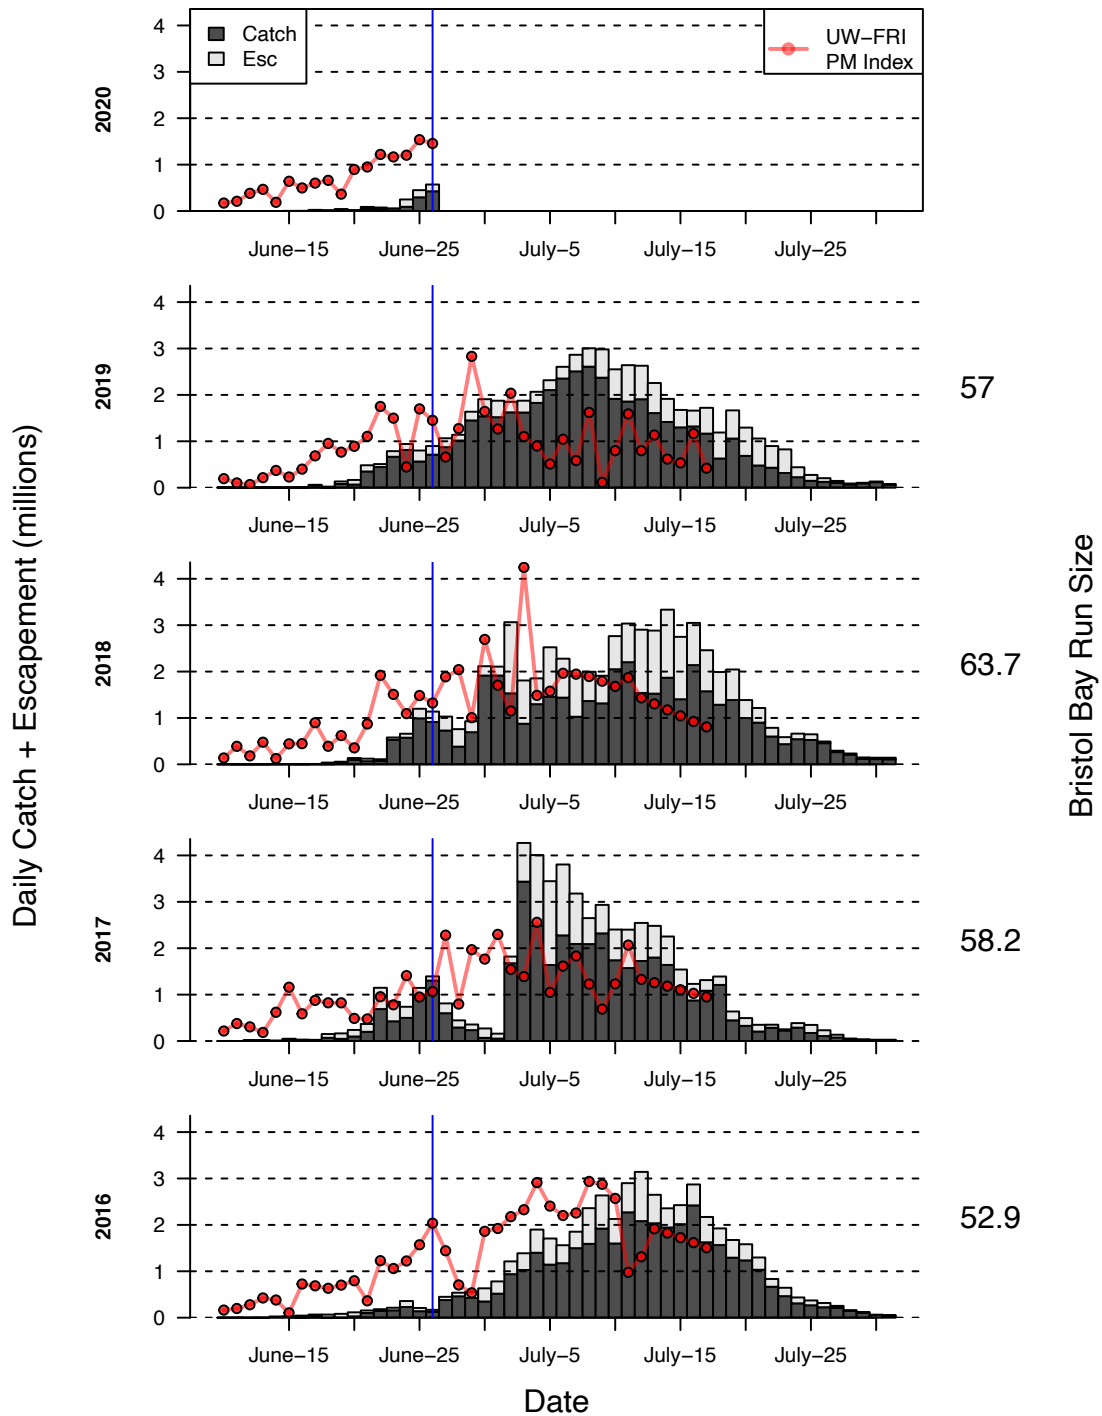 Daily Catch + Escapement (millions)
2020
4
3
2
1
0
Catch
Esc
UW−FRI
PM Index
June−15 June−25 July−5 July−15 July−25
2019
4
3
2
1
0
57
June−15 June−25 July−5 July−15 July−25
2018
4
3
2
1
0
63.7
June−15 June−25 July−5 July−15 July−25
2017
4
3
2
1
0
58.2
June−15 June−25 July−5 July−15 July−25
2016
4
3
2
1
0
52.9
June−15 June−25 July−5 July−15 July−25
Date
Bristol Bay Run Size